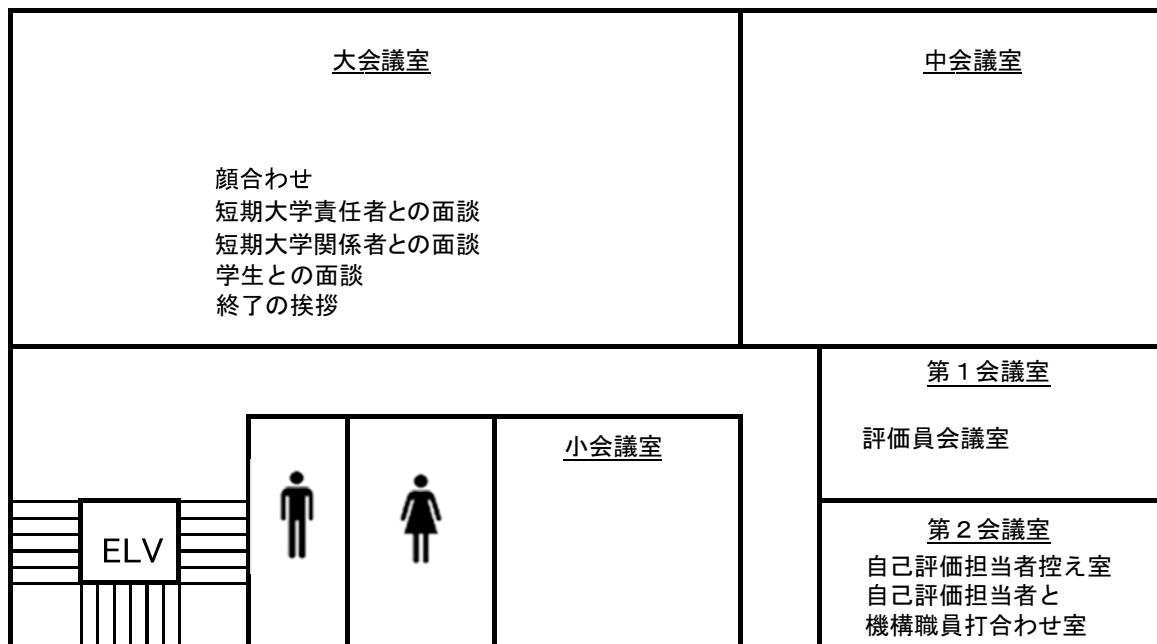 大会議室
中会議室
顔合わせ
短期大学責任者との面談
短期大学関係者との面談
学生との面談
終了の挨拶
第１会議室
評価員会議室
小会議室
ELV
第２会議室
自己評価担当者控え室
自己評価担当者と
機構職員打合わせ室